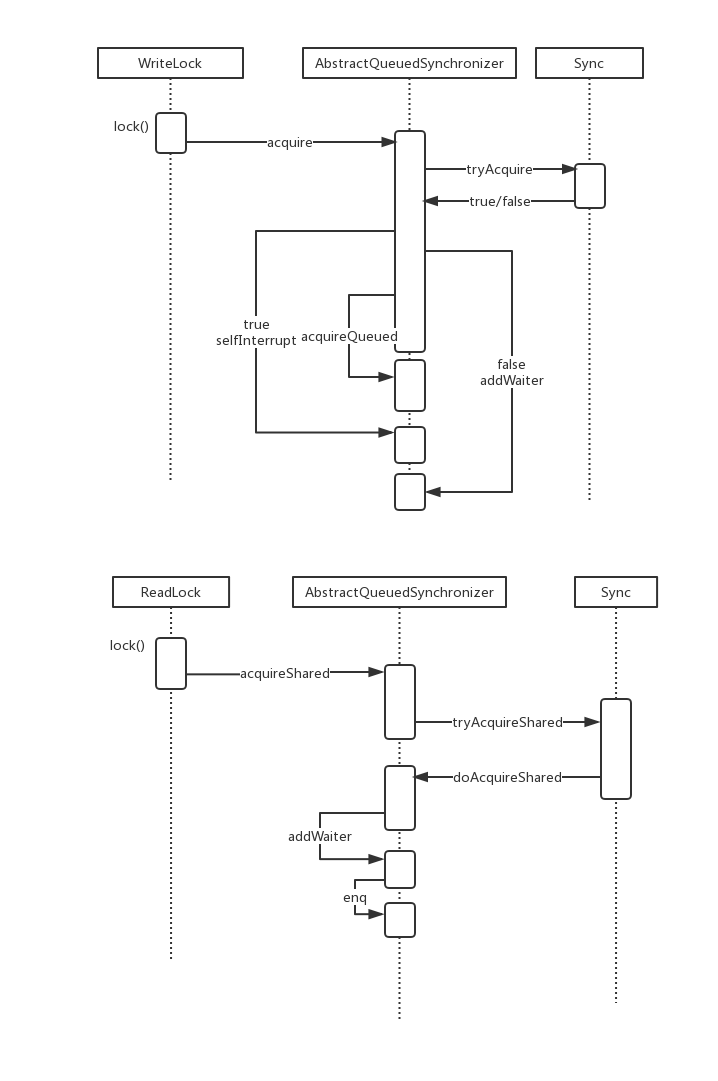 WriteLock
AbstractQueuedSynchronizer
Sync
lock()
acquire
tryAcquire
true/false
true
selfInterrupt
acquireQueued
false
addWaiter
ReadLock
AbstractQueuedSynchronizer
Sync
lock()
acquireShared
tryAcquireShared
doAcquireShared
addWaiter
enq